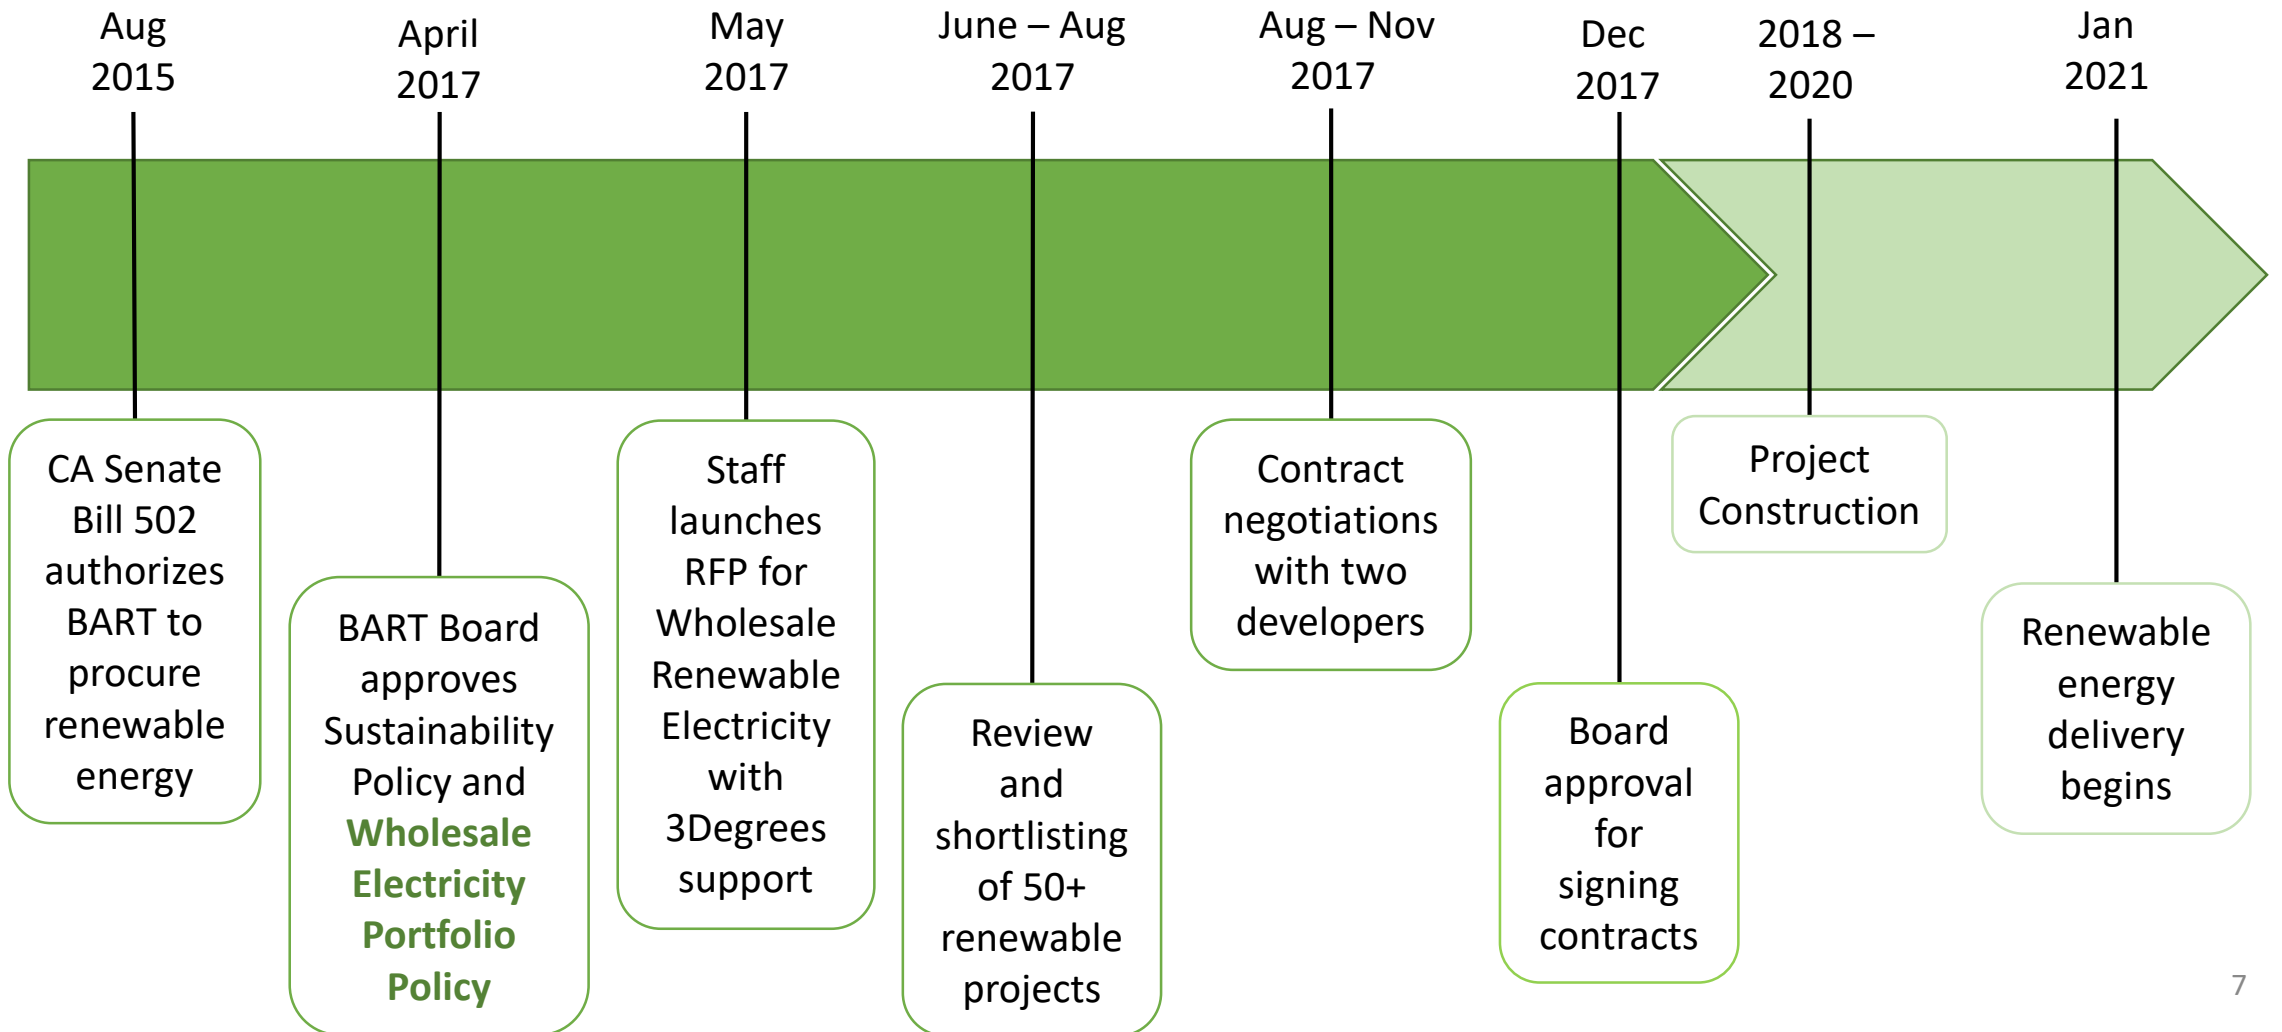 Aug
2015
April
2017
May
2017
June – Aug
2017
Aug – Nov
2017
Dec
2017
2018 –
2020
Jan
2021
CA Senate
Bill 502
authorizes
BART to
procure
renewable
energy
BART Board
approves
Sustainability
Policy and
Wholesale
Electricity
Portfolio
Policy
Staff
launches
RFP for
Wholesale
Renewable
Electricity
with
3Degrees
support
Review
and
shortlisting
of 50+
renewable
projects
Contract
negotiations
with two
developers
Board
approval
for
signing
contracts
Project
Construction
Renewable
energy
delivery
begins
7